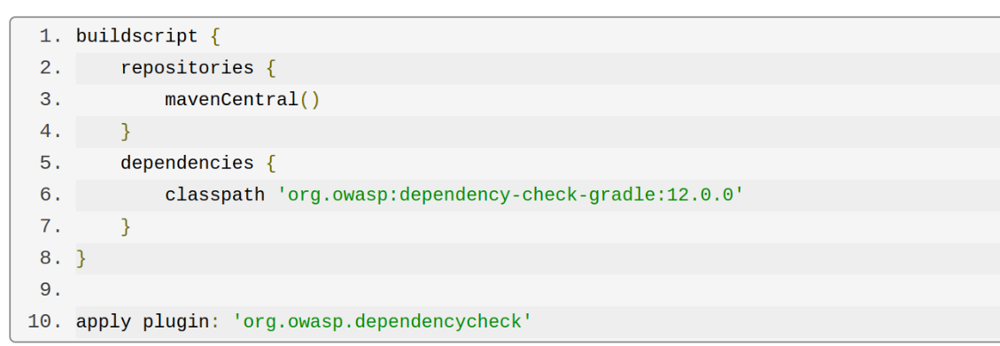 1. buildscript {
2.     repositories {
3.         mavenCentral()
4.     }
5.     dependencies {
6.         classpath 'org.owasp:dependency-check-gradle:12.0.0'
7.     }
8. }
9.
10. apply plugin: 'org.owasp.dependencycheck'